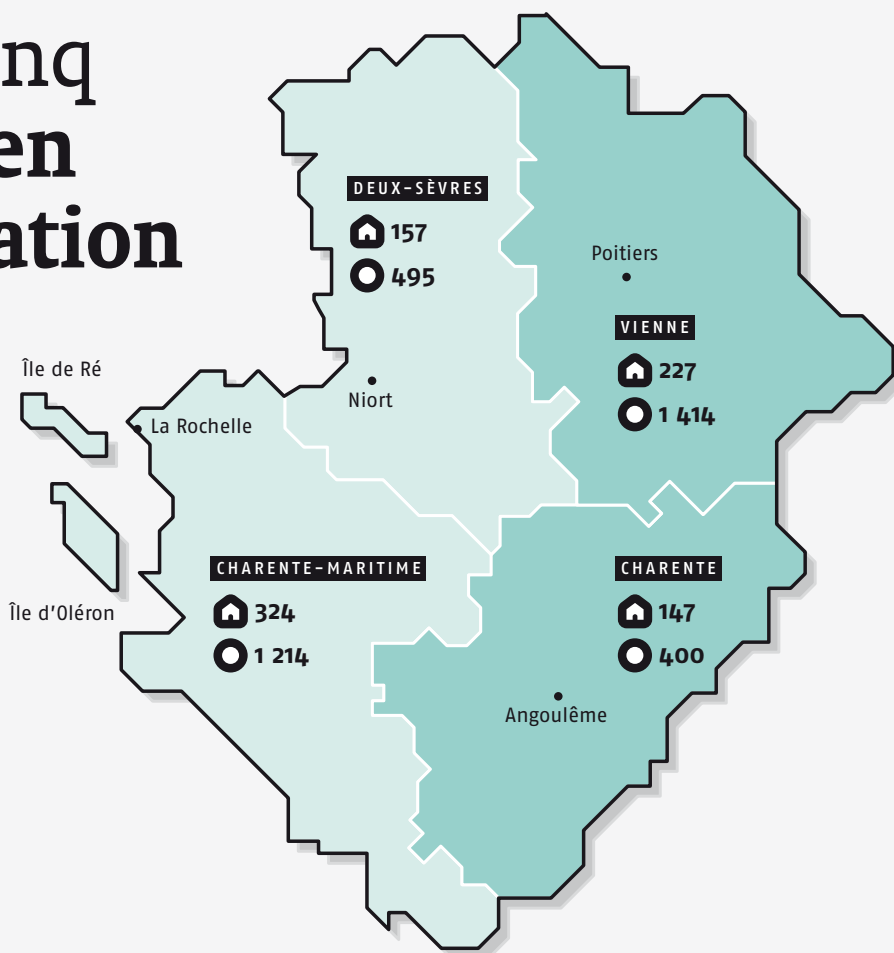 nq
en
ation
DEUX-SÈVRES
157
495
Poitiers
VIENNE
227
1 414
Île de Ré
Niort
La Rochelle
CHARENTE-MARITIME
324
1 214
CHARENTE
147
400
Île d'Oléron
Angoulême